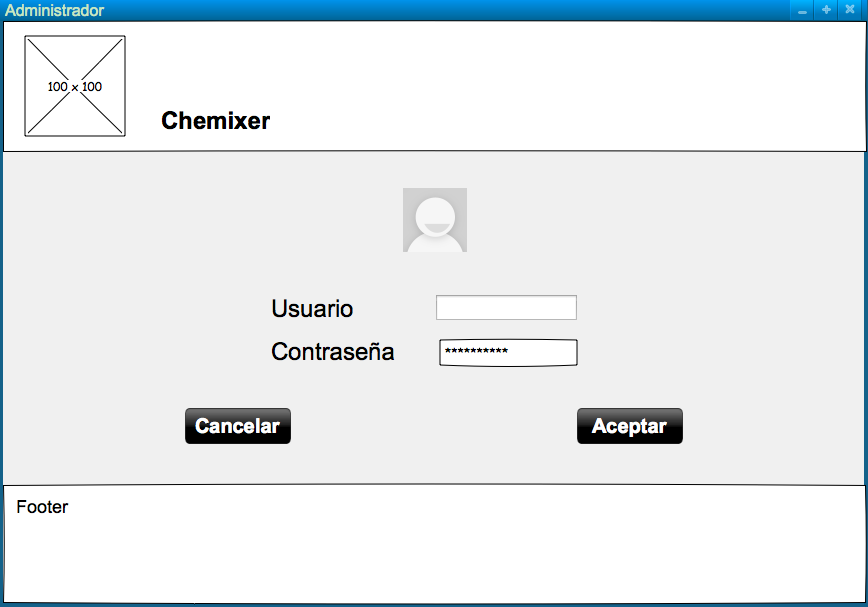 Administrador
100 x 100
Chemixer
Usuario
Contraseña
**********
Cancelar
Aceptar
Footer